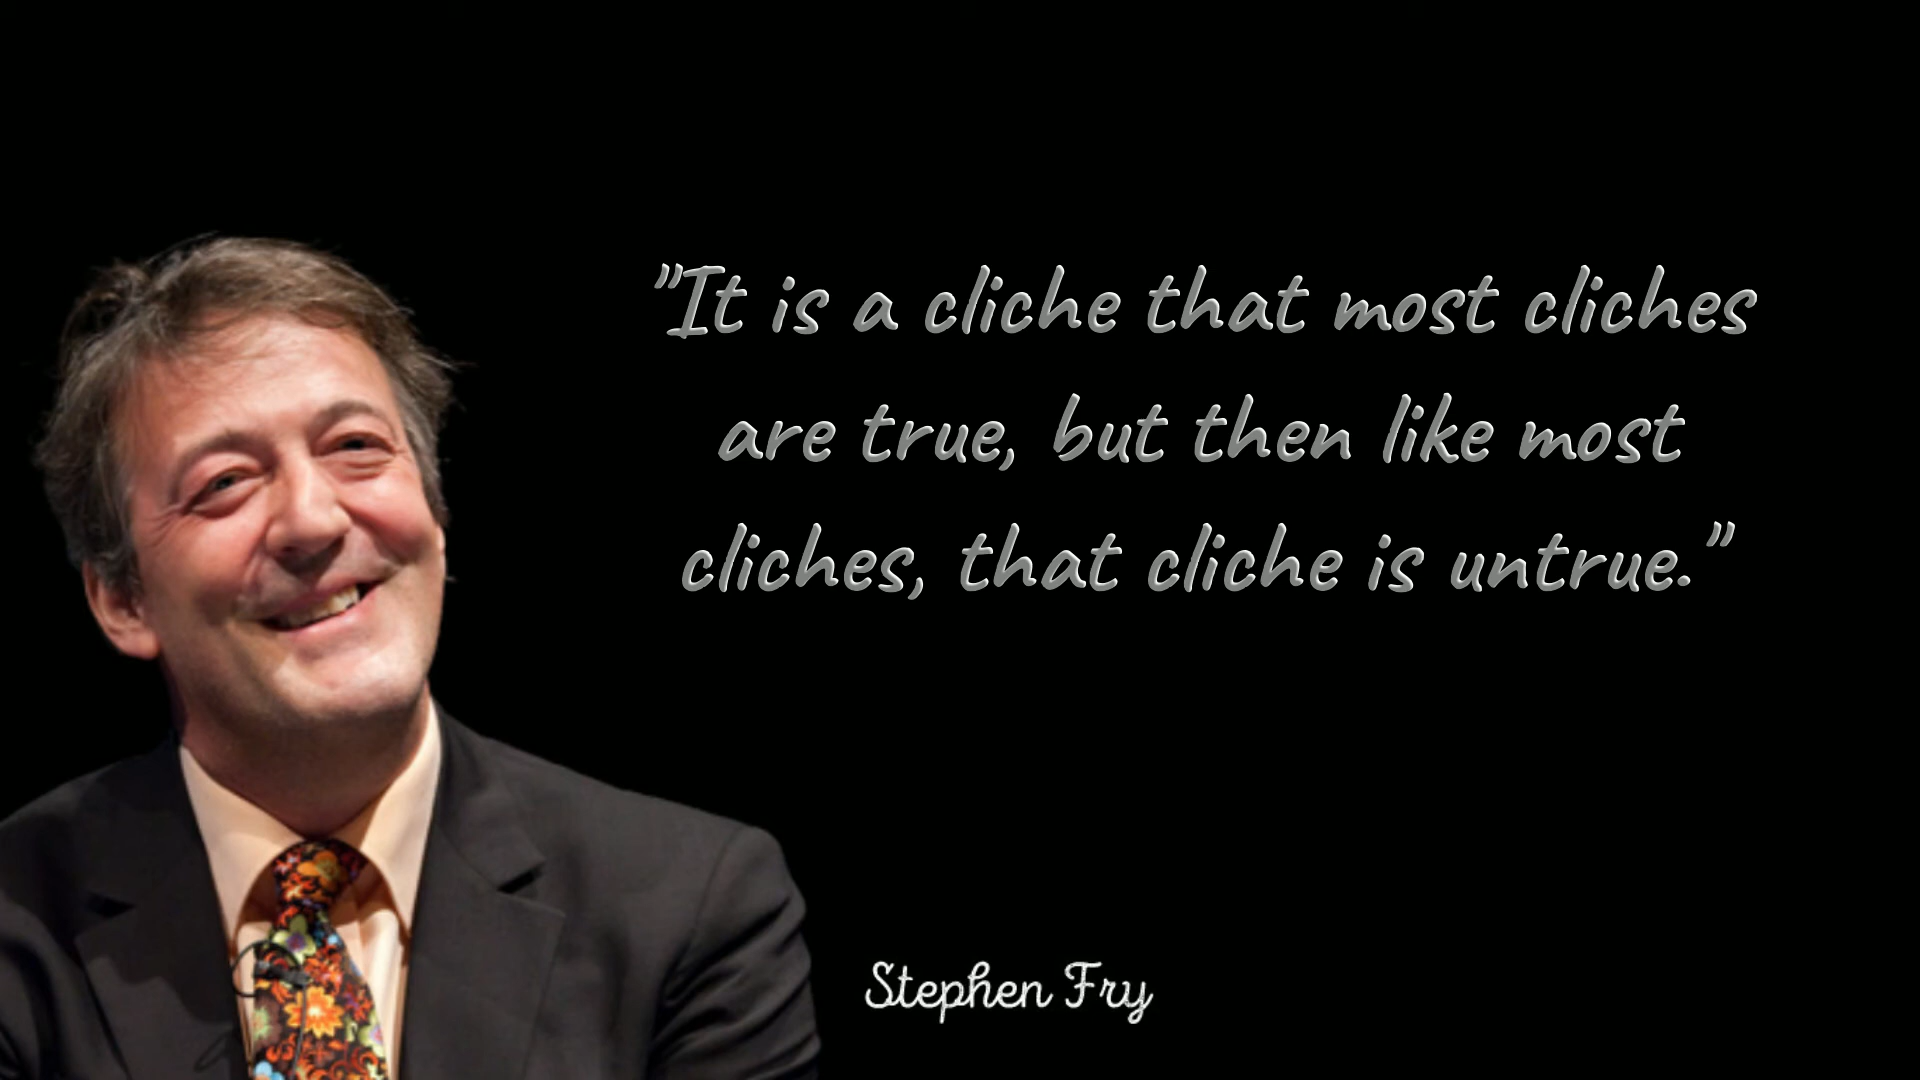 "It is a cliche that most cliches
are true, but then like most
cliches, that cliche is untrue."
Stephen Fry